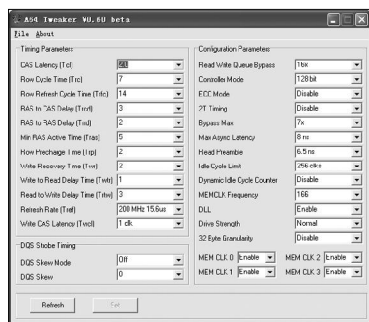 A64 Tweaker V0.6U beta
File About
Timing Parameters
CAS Latency (Tcl) 2.0
Row Cycle Time (Trc) 7
Row Refresh Cycle Time (Trfc) 14
RAS to CAS Delay (Trcd) 3
RAS to RAS Delay (Trrd) 2
Min RAS Active Time (Tras) 5
Row Precharge Time (Trp) 2
Write Recovery Time (Twr) 2
Write to Read Delay Time (Twtr) 1
Read to Write Delay Time (Trtw) 3
Refresh Rate (Tref) 200 MHz 15.6us
Write CAS Latency (Twcl) 1 clk
DQS Strobe Timing
DQS Skew Mode Off
DQS Skew 0
Configuration Parameters
Read Write Queue Bypass 16x
Controller Mode 128 bit
ECC Mode Disable
2T Timing Disable
Bypass Max 7x
Max Async Latency 8 ns
Read Preamble 6.5 ns
Idle Cycle Limit 256 clks
Dynamic Idle Cycle Counter Disable
MEMCLK Frequency 166
DLL Enable
Drive Strength Normal
32 Byte Granularity Disable
MEM CLK 0 Enable MEM CLK 2 Enable
MEM CLK 1 Enable MEM CLK 3 Enable
Refresh Set